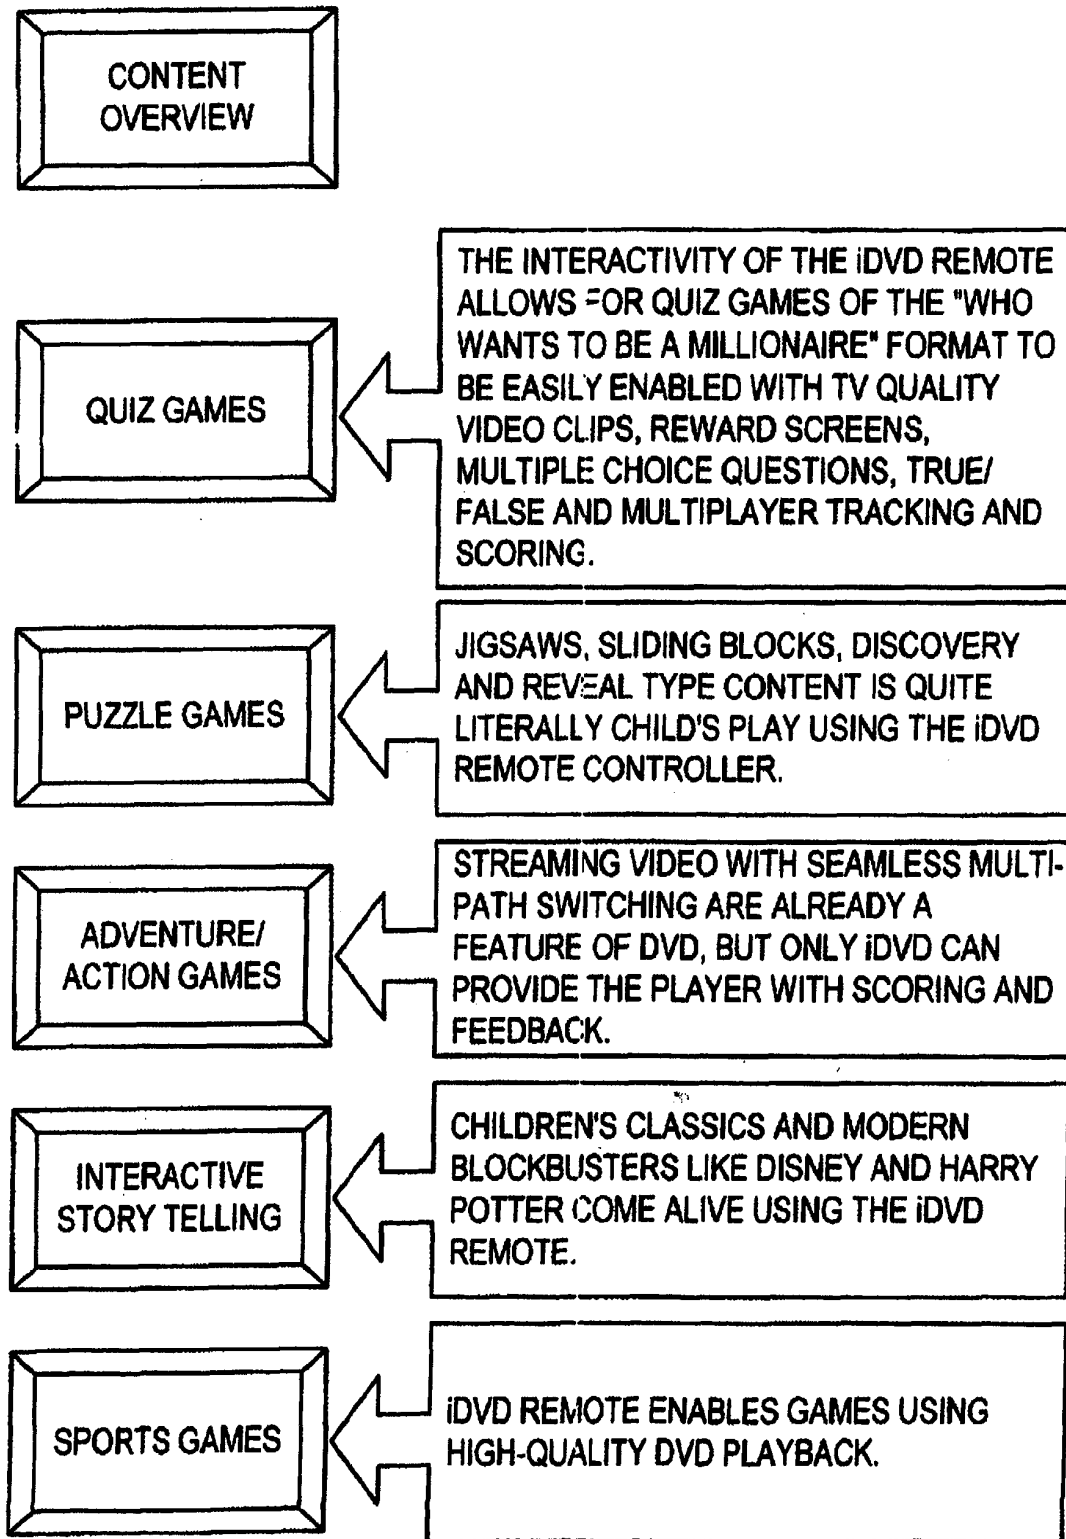 CONTENT
OVERVIEW
QUIZ GAMES
THE INTERACTIVITY OF THE iDVD REMOTE
ALLOWS FOR QUIZ GAMES OF THE "WHO
WANTS TO BE A MILLIONAIRE" FORMAT TO
BE EASILY ENABLED WITH TV QUALITY
VIDEO CLIPS, REWARD SCREENS,
MULTIPLE CHOICE QUESTIONS, TRUE/
FALSE AND MULTIPLAYER TRACKING AND
SCORING.
PUZZLE GAMES
JIGSAWS, SLIDING BLOCKS, DISCOVERY
AND REVEAL TYPE CONTENT IS QUITE
LITERALLY CHILD'S PLAY USING THE iDVD
REMOTE CONTROLLER.
ADVENTURE/
ACTION GAMES
STREAMING VIDEO WITH SEAMLESS MULTI-
PATH SWITCHING ARE ALREADY A
FEATURE OF DVD, BUT ONLY iDVD CAN
PROVIDE THE PLAYER WITH SCORING AND
FEEDBACK.
INTERACTIVE
STORY TELLING
CHILDREN'S CLASSICS AND MODERN
BLOCKBUSTERS LIKE DISNEY AND HARRY
POTTER COME ALIVE USING THE iDVD
REMOTE.
SPORTS GAMES
iDVD REMOTE ENABLES GAMES USING
HIGH-QUALITY DVD PLAYBACK.